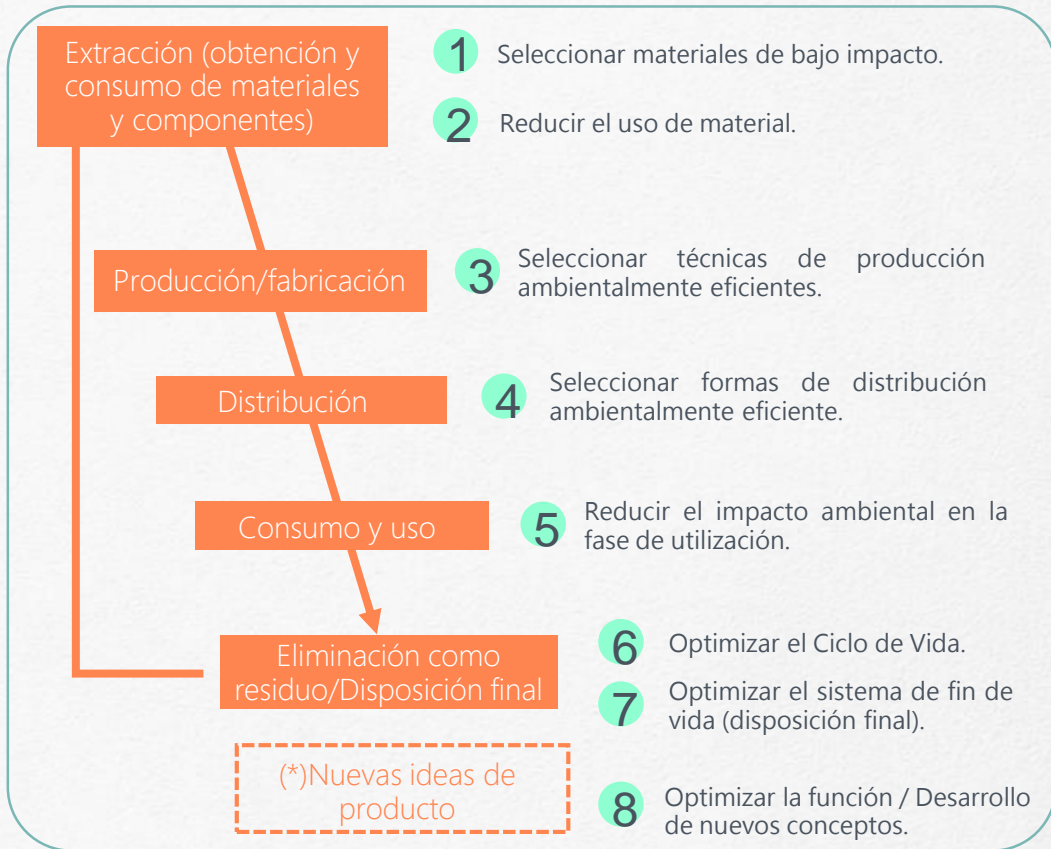 Extracción (obtención y
consumo de materiales
y componentes)
1 Seleccionar materiales de bajo impacto.
2 Reducir el uso de material.
Producción/fabricación
3 Seleccionar técnicas de producción
ambientalmente eficientes.
Distribución
4 Seleccionar formas de distribución
ambientalmente eficiente.
Consumo y uso
5 Reducir el impacto ambiental en la
fase de utilización.
Eliminación como
residuo/Disposición final
6 Optimizar el Ciclo de Vida.
7 Optimizar el sistema de fin de
vida (disposición final).
(*)Nuevas ideas de
producto
8 Optimizar la función / Desarrollo
de nuevos conceptos.